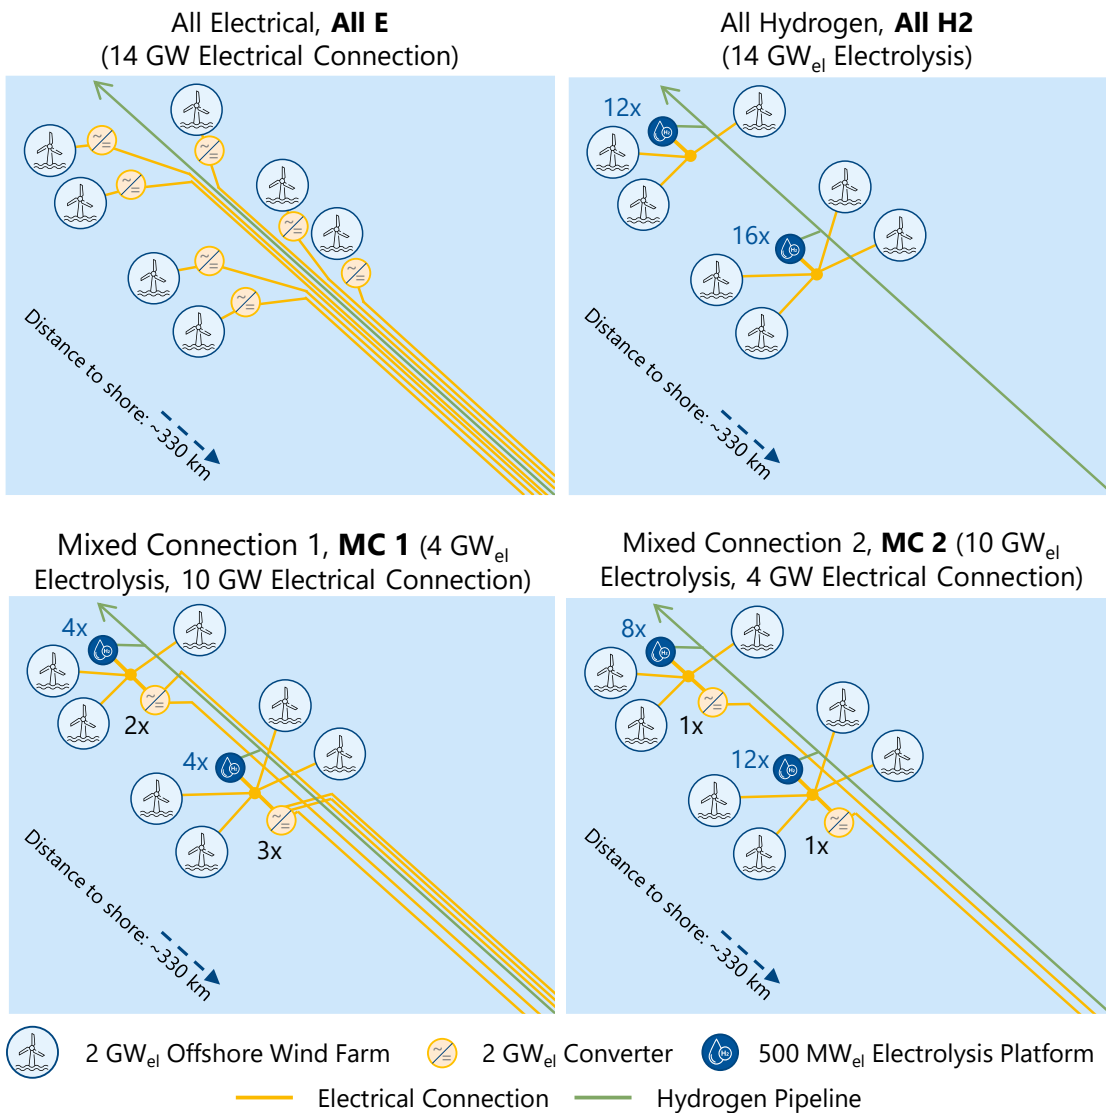 All Electrical, All E
(14 GW Electrical Connection)
All Hydrogen, All H2
(14 GWel Electrolysis)
12x
16x
Distance to shore: ~330 km
Distance to shore: ~330 km
Mixed Connection 1, MC 1 (4 GWel
Electrolysis, 10 GW Electrical Connection)
Mixed Connection 2, MC 2 (10 GWel
Electrolysis, 4 GW Electrical Connection)
4x
2x
4x
3x
Distance to shore: ~330 km
8x
1x
12x
1x
Distance to shore: ~330 km
2 GWel Offshore Wind Farm
2 GWel Converter
H2
500 MWel Electrolysis Platform
Electrical Connection
Hydrogen Pipeline